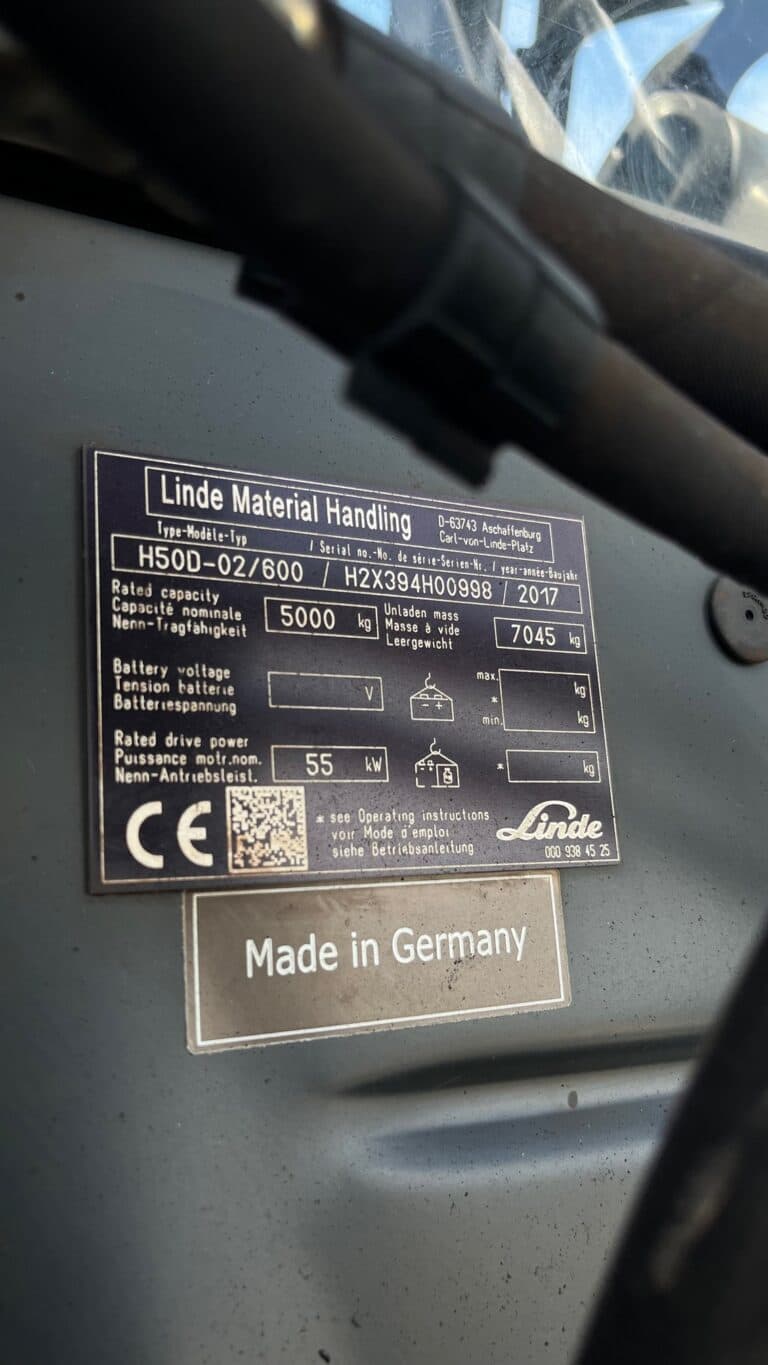 Linde Material Handling
D-63743 Aschaffenburg
Carl-von-Linde-Platz
Type-Modèle-Typ / Serial no.-No. de série-Serien-Nr. / year-année-Baujahr
H50D-02/600 / H2X394H00998 / 2017
Rated capacity
Capacité nominale
Nenn-Tragfähigkeit
5000 kg
Unladen mass
Masse à vide
Leergewicht
7045 kg
Battery voltage
Tension batterie
Batteriespannung
V
max. kg
*
min. kg
Rated drive power
Puissance motr.nom.
Nenn-Antriebsleist.
55 kW
* kg
CE
* see Operating instructions
voir Mode d'emploi
siehe Betriebsanleitung
Linde
000 938 45 25
Made in Germany